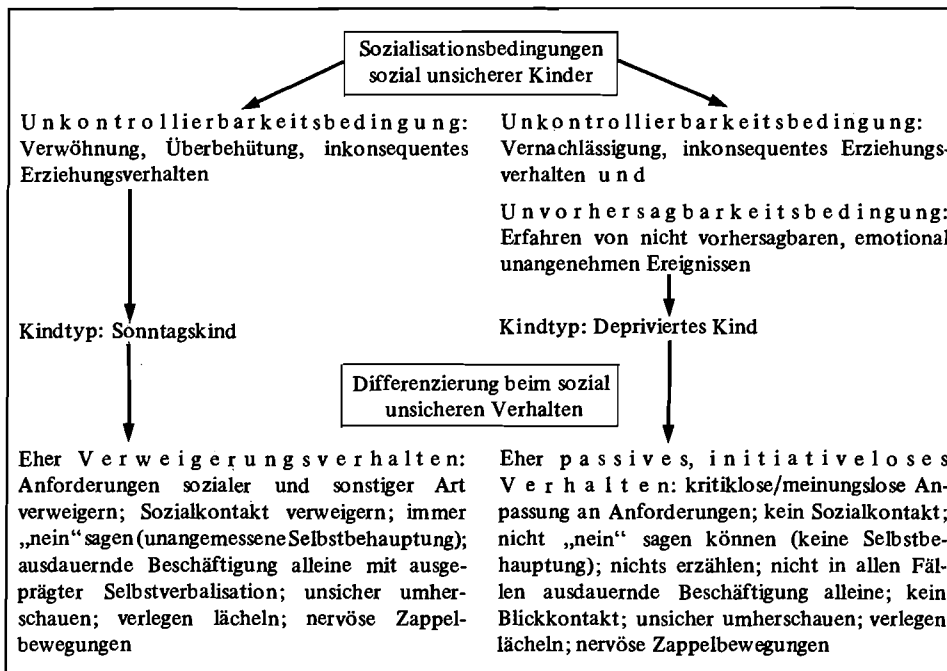 Sozialisationsbedingungen
sozial unsicherer Kinder
Unkontrollierbarkeitsbedingung:
Verwöhnung, Überbehütung, inkonsequentes
Erziehungsverhalten
Unkontrollierbarkeitsbedingung:
Vernachlässigung, inkonsequentes Erziehungs-
verhalten und
Unvorhersagbarkeitsbedingung:
Erfahren von nicht vorhersagbaren, emotional
unangenehmen Ereignissen
Kindtyp: Sonntagskind
Kindtyp: Depriviertes Kind
Differenzierung beim sozial
unsicheren Verhalten
Eher Verweigerungsverhalten:
Anforderungen sozialer und sonstiger Art
verweigern; Sozialkontakt verweigern; immer
„nein“ sagen (unangemessene Selbstbehauptung);
ausdauernde Beschäftigung alleine mit ausge-
prägter Selbstverbalisation; unsicher umher-
schauen; verlegen lächeln; nervöse Zappel-
bewegungen
Eher passives, initiativeloses
Verhalten: kritiklose/meinungslose An-
passung an Anforderungen; kein Sozialkontakt;
nicht „nein“ sagen können (keine Selbstbe-
hauptung); nichts erzählen; nicht in allen Fäl-
len ausdauernde Beschäftigung alleine; kein
Blickkontakt; unsicher umherschauen; verlegen
lächeln; nervöse Zappelbewegungen